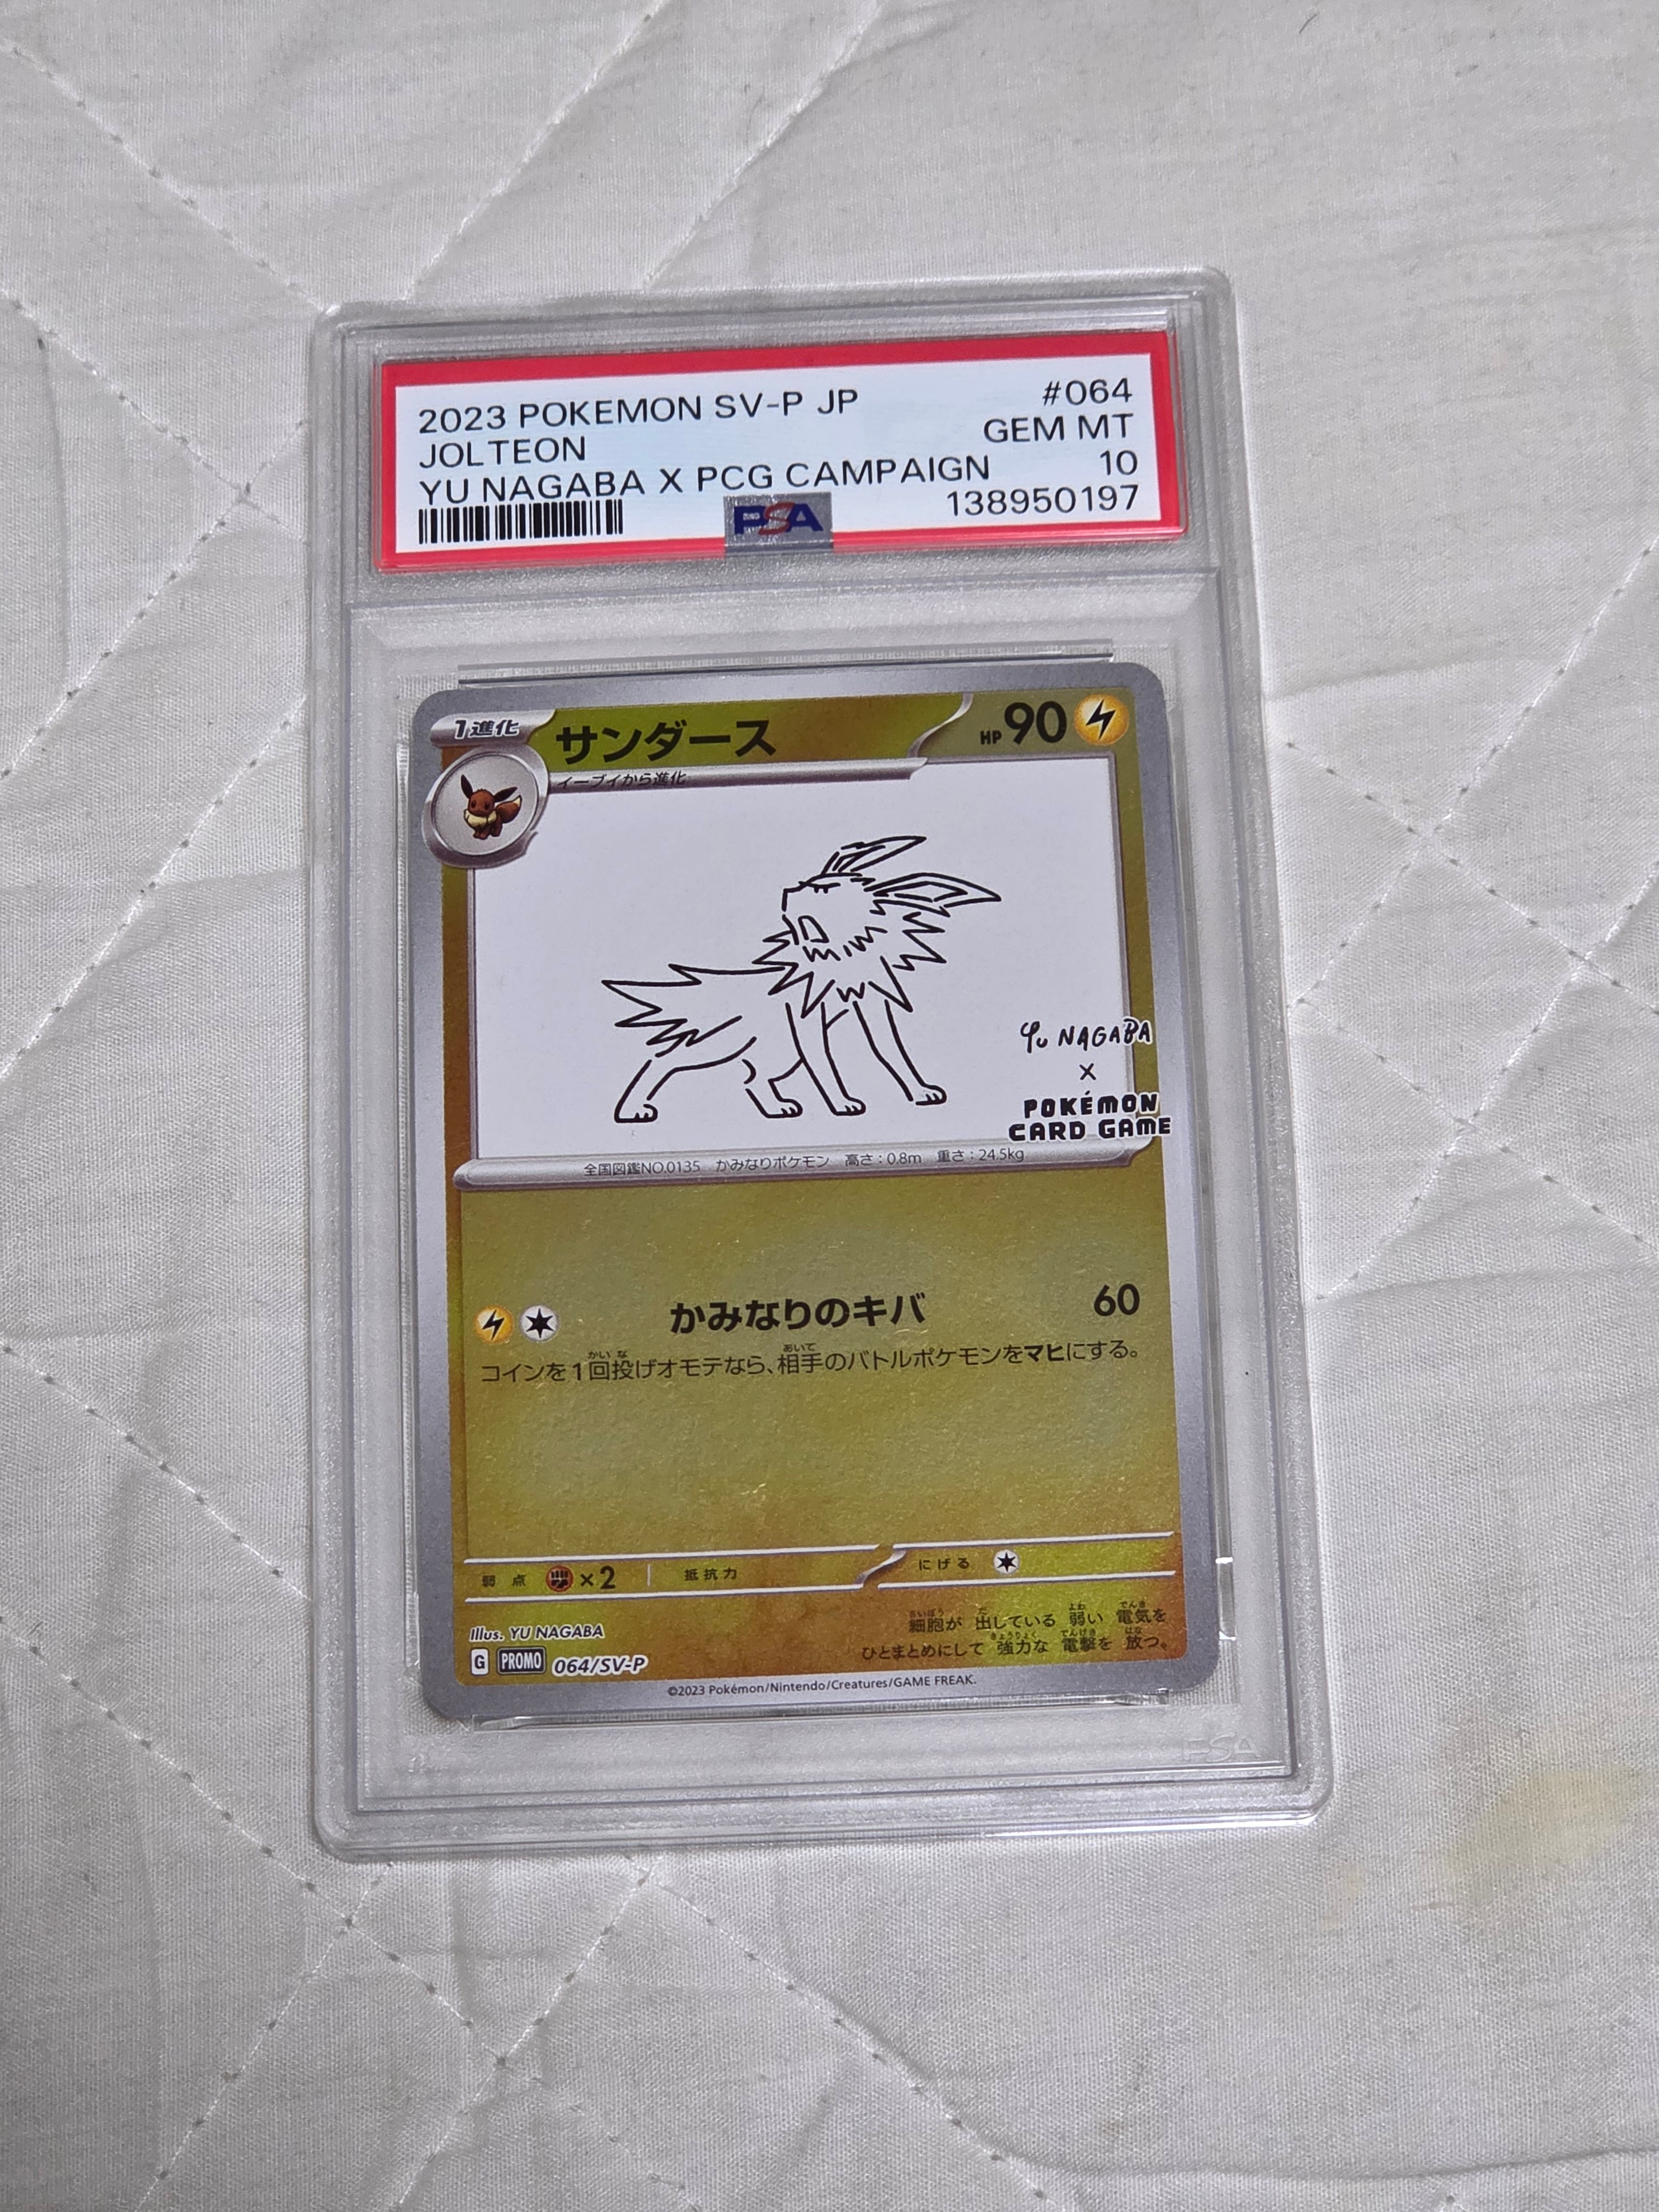 2023 POKEMON SV-P JP #064
JOLTEON GEM MT
YU NAGABA X PCG CAMPAIGN 10
PSA 138950197
1進化 サンダース HP 90
イーブイから進化
Yu NAGABA
×
POKÉMON
CARD GAME
全国図鑑NO.0135 かみなりポケモン 高さ:0.8m 重さ:24.5kg
かみなりのキバ 60
コインを1回投げオモテなら、相手のバトルポケモンをマヒにする。
弱点 ×2 抵抗力 にげる
Illus. YU NAGABA
G PROMO 064/SV-P
細胞が 出している 弱い 電気を
ひとまとめにして 強力な 電撃を 放つ。
©2023 Pokémon/Nintendo/Creatures/GAME FREAK.
PSA